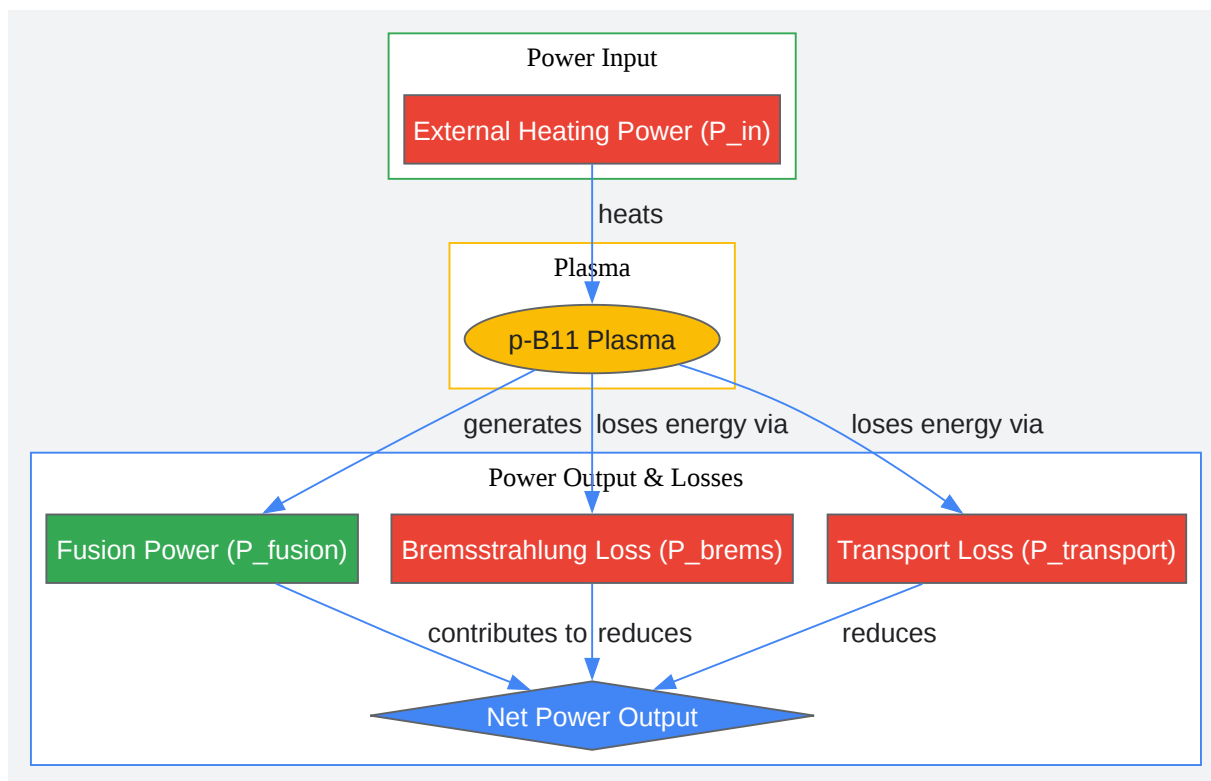 Power Input
External Heating Power (P_in)
heats
Plasma
p-B11 Plasma
generates
loses energy via
loses energy via
Power Output & Losses
Fusion Power (P_fusion)
Bremsstrahlung Loss (P_brems)
Transport Loss (P_transport)
contributes to
reduces
reduces
Net Power Output